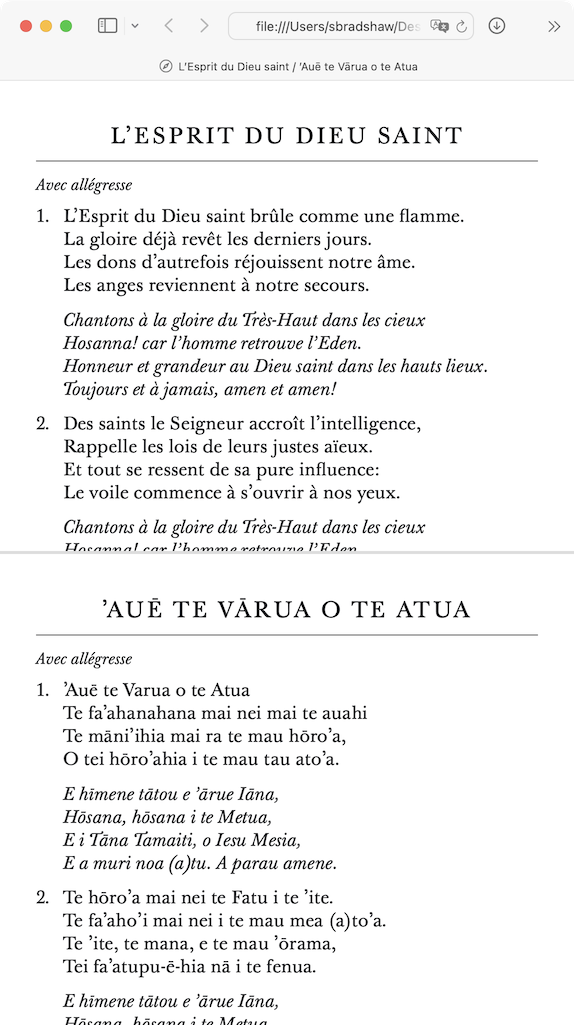 file:///Users/sbradshaw/Des
L'Esprit du Dieu saint / 'Auē te Vārua o te Atua
L’ESPRIT DU DIEU SAINT
Avec allégresse
1. L’Esprit du Dieu saint brûle comme une flamme.
La gloire déjà revêt les derniers jours.
Les dons d’autrefois réjouissent notre âme.
Les anges reviennent à notre secours.
Chantons à la gloire du Très-Haut dans les cieux
Hosanna! car l’homme retrouve l’Eden.
Honneur et grandeur au Dieu saint dans les hauts lieux.
Toujours et à jamais, amen et amen!
2. Des saints le Seigneur accroît l’intelligence,
Rappelle les lois de leurs justes aïeux.
Et tout se ressent de sa pure influence:
Le voile commence à s’ouvrir à nos yeux.
Chantons à la gloire du Très-Haut dans les cieux
Hosanna! car l’homme retrouve l’Eden.
’AUĒ TE VĀRUA O TE ATUA
Avec allégresse
1. ’Auē te Varua o te Atua
Te fa’ahanahana mai nei mai te auahi
Te māni’ihia mai ra te mau hōro’a,
O tei hōro’ahia i te mau tau ato’a.
E hīmene tātou e ’ārue Iāna,
Hōsana, hōsana i te Metua,
E i Tāna Tamaiti, o Iesu Mesia,
E a muri noa (a)tu. A parau amene.
2. Te hōro’a mai nei te Fatu i te ’ite.
Te fa’aho’i mai nei i te mau mea (a)to’a.
Te ’ite, te mana, e te mau ’ōrama,
Tei fa’atupu-ē-hia nā i te fenua.
E hīmene tātou e ’ārue Iāna,
Hōsana, hōsana i te Metua